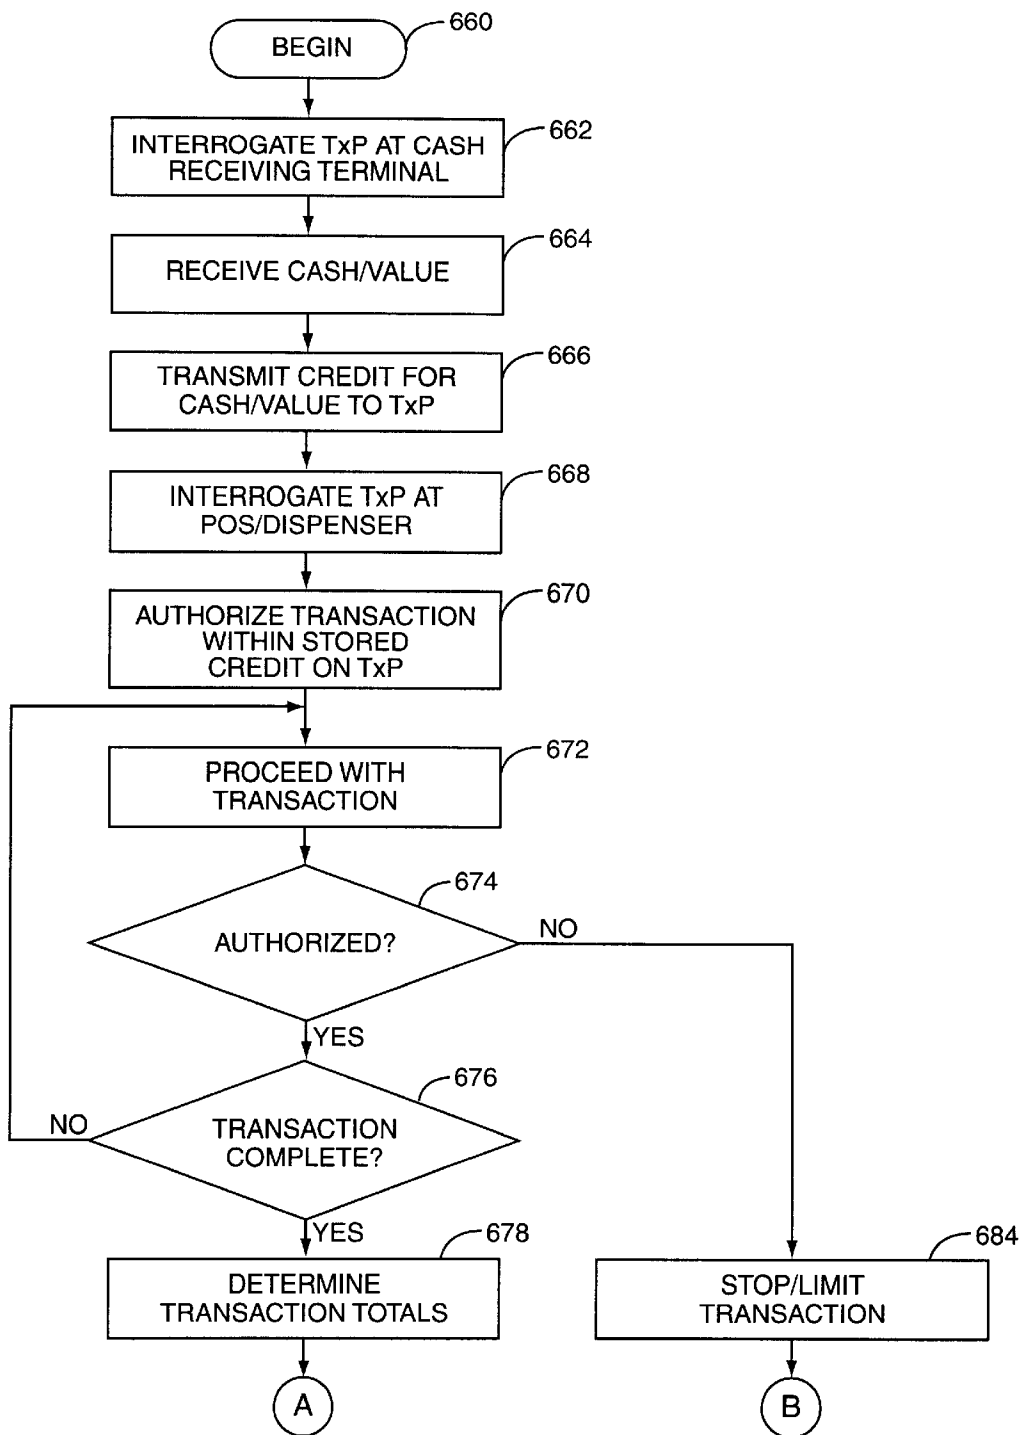 BEGIN
660
INTERROGATE TxP AT CASH
RECEIVING TERMINAL
662
RECEIVE CASH/VALUE
664
TRANSMIT CREDIT FOR
CASH/VALUE TO TxP
666
INTERROGATE TxP AT
POS/DISPENSER
668
AUTHORIZE TRANSACTION
WITHIN STORED
CREDIT ON TxP
670
PROCEED WITH
TRANSACTION
672
AUTHORIZED?
674
NO
YES
TRANSACTION
COMPLETE?
676
NO
YES
DETERMINE
TRANSACTION TOTALS
678
STOP/LIMIT
TRANSACTION
684
A
B